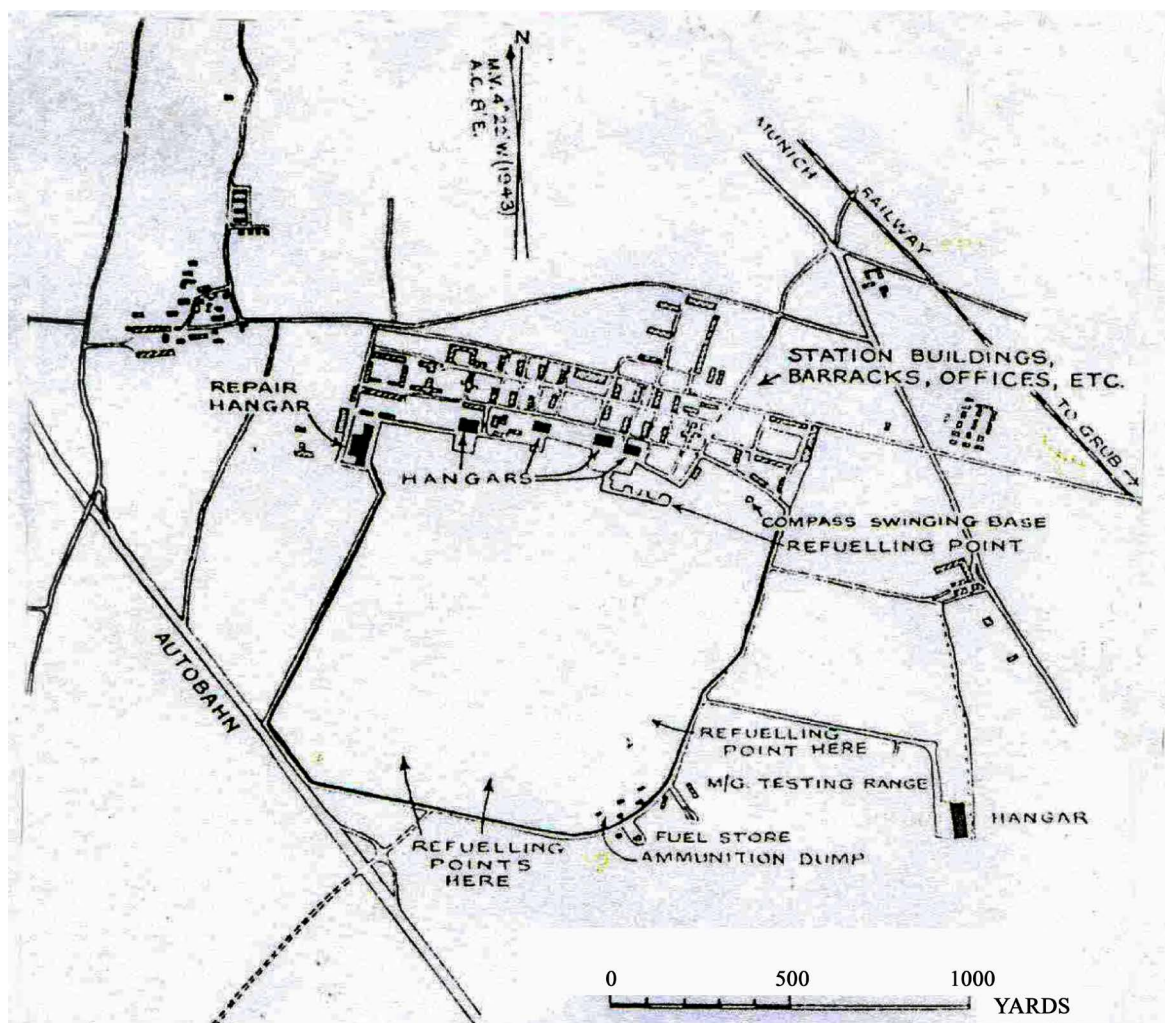 N
M.V. 4°22'W (1943)
A.C. 8'E.
MUNICH RAILWAY
STATION BUILDINGS,
BARRACKS, OFFICES, ETC.
REPAIR
HANGAR
TO GRUB
HANGARS
COMPASS SWINGING BASE
REFUELLING POINT
AUTOBAHN
REFUELLING
POINT HERE
M/G. TESTING RANGE
HANGAR
FUEL STORE
AMMUNITION DUMP
REFUELLING
POINTS
HERE
0 500 1000
YARDS